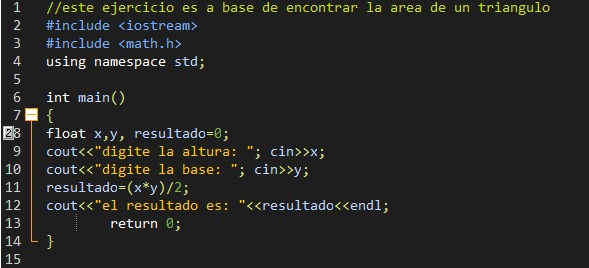 1 //este ejercicio es a base de encontrar la area de un triangulo
2 #include <iostream>
3 #include <math.h>
4 using namespace std;
5
6 int main()
7 {
8 float x,y, resultado=0;
9 cout<<"digite la altura: "; cin>>x;
10 cout<<"digite la base: "; cin>>y;
11 resultado=(x*y)/2;
12 cout<<"el resultado es: "<<resultado<<endl;
13 return 0;
14 }
15